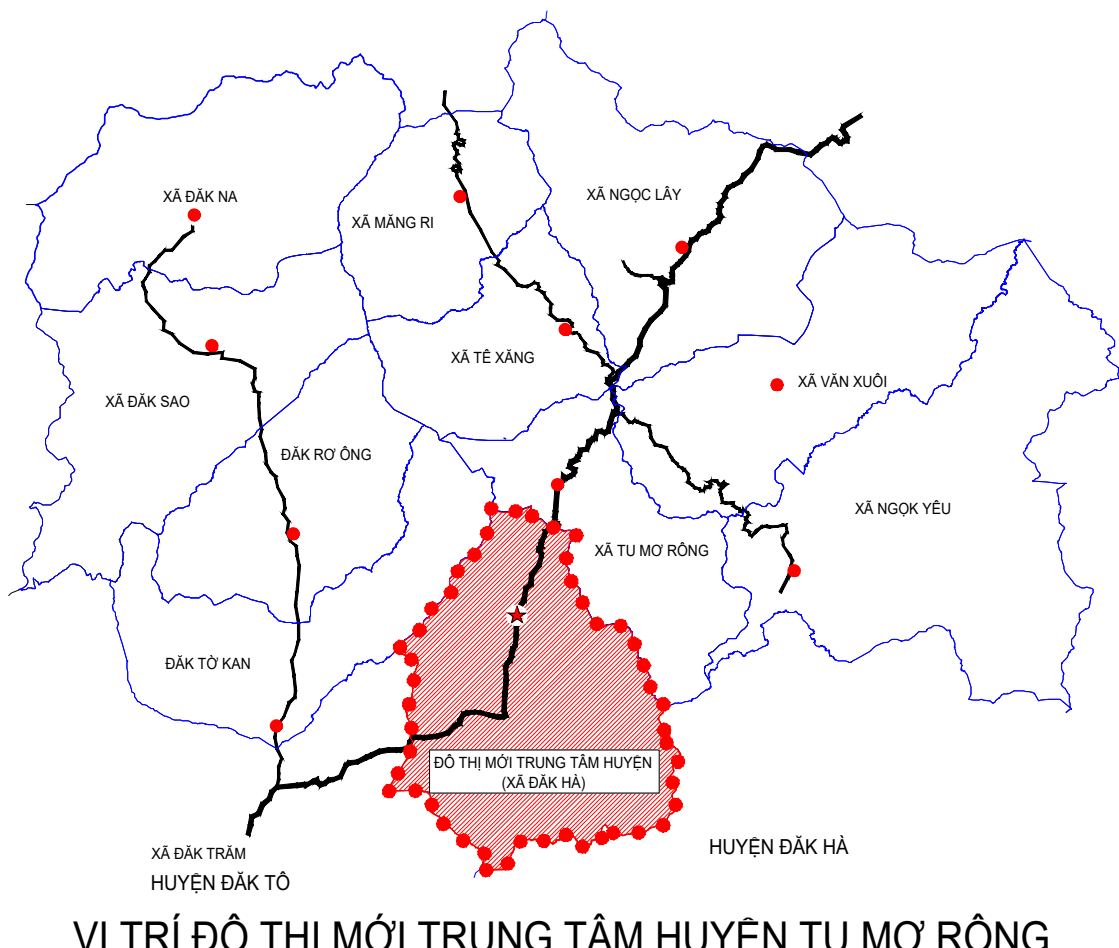 XÃ ĐĂK NA
XÃ NGỌC LÂY
XÃ MĂNG RI
XÃ TÊ XĂNG
XÃ VĂN XUÔI
XÃ ĐĂK SAO
ĐĂK RƠ ÔNG
XÃ NGỌK YÊU
XÃ TU MƠ RÔNG
ĐĂK TỜ KAN
ĐÔ THỊ MỚI TRUNG TÂM HUYỆN
(XÃ ĐĂK HÀ)
HUYỆN ĐĂK HÀ
XÃ ĐĂK TRĂM
HUYỆN ĐĂK TÔ
VỊ TRÍ ĐÔ THỊ MỚI TRUNG TÂM HUYỆN TU MƠ RÔNG